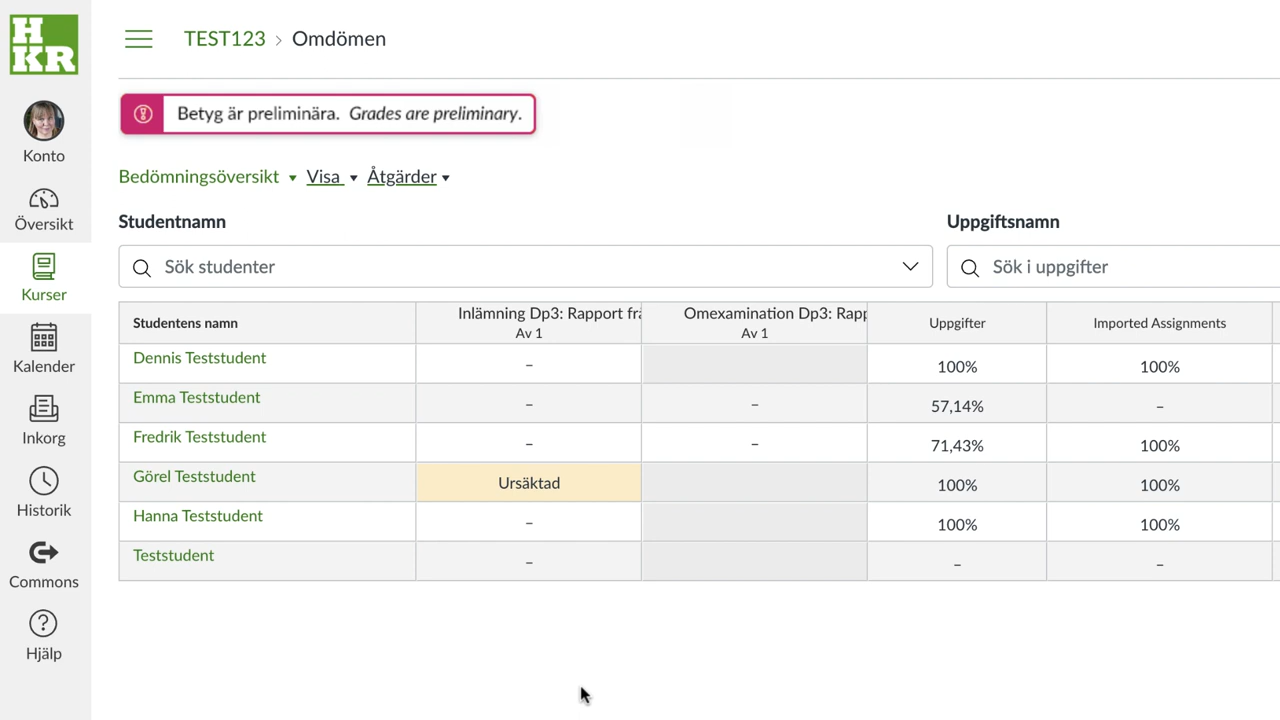 HKR
TEST123 › Omdömen
Betyg är preliminära. Grades are preliminary.
Konto
Översikt
Kurser
Kalender
Inkorg
Historik
Commons
Hjälp
Bedömningsöversikt Visa Åtgärder
Studentnamn Uppgiftsnamn
Sök studenter Sök i uppgifter
Studentens namn Inlämning Dp3: Rapport Av 1 Omexamination Dp3: Av 1 Uppgifter Imported Assignments
Dennis Teststudent – 100% 100%
Emma Teststudent – – 57,14% –
Fredrik Teststudent – – 71,43% 100%
Görel Teststudent Ursäktad 100% 100%
Hanna Teststudent – 100% 100%
Teststudent – – –